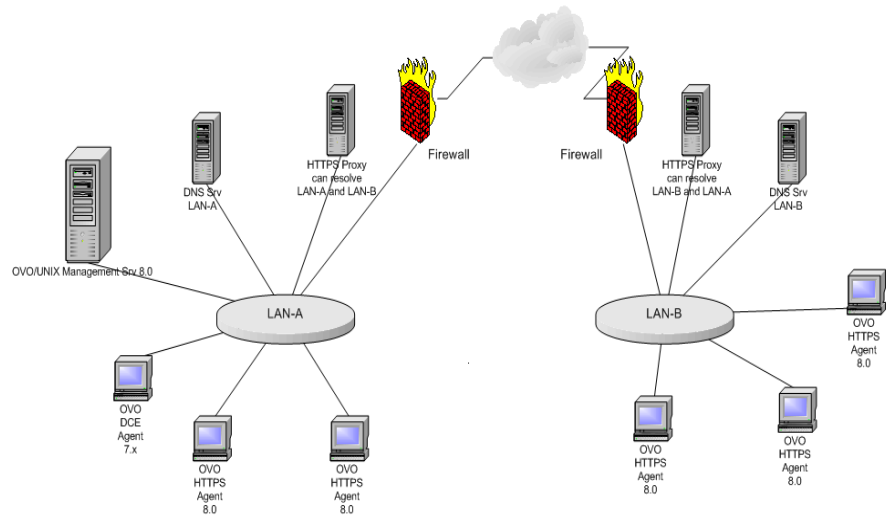 Firewall
Firewall
HTTPS Proxy
can resolve
LAN-A and LAN-B
HTTPS Proxy
can resolve
LAN-B and LAN-A
DNS Srv
LAN-A
DNS Srv
LAN-B
OVO/UNIX Management Srv 8.0
LAN-A
LAN-B
OVO
HTTPS
Agent
8.0
OVO
DCE
Agent
7.x
OVO
HTTPS
Agent
8.0
OVO
HTTPS
Agent
8.0
OVO
HTTPS
Agent
8.0
OVO
HTTPS
Agent
8.0